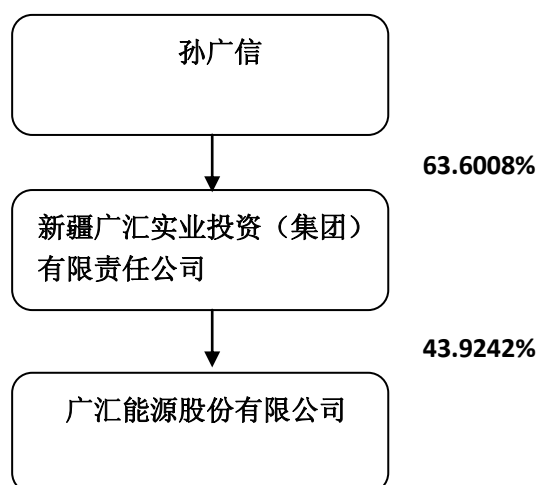 孙广信
63.6008%
新疆广汇实业投资（集团）
有限责任公司
43.9242%
广汇能源股份有限公司